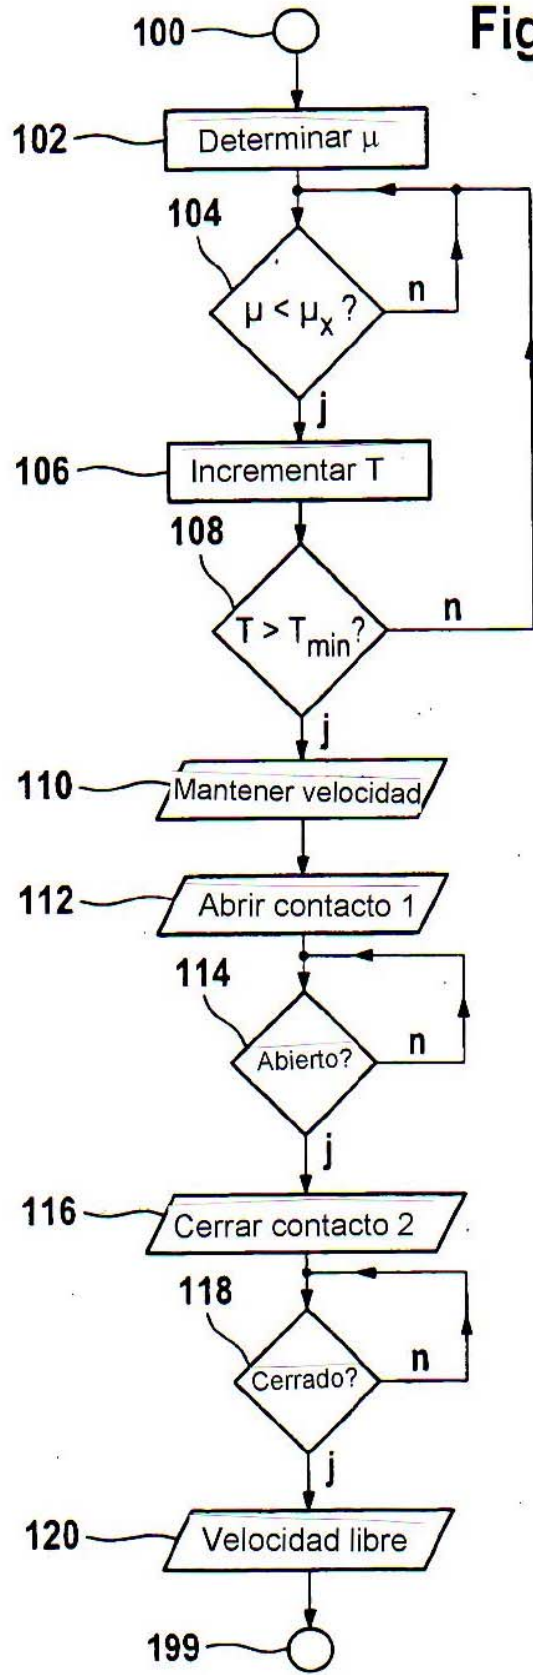 100
Fig
102
Determinar μ
104
μ < μx ?
n
j
106
Incrementar T
108
T > Tmin?
n
j
110
Mantener velocidad
112
Abrir contacto 1
114
Abierto?
n
j
116
Cerrar contacto 2
118
Cerrado?
n
j
120
Velocidad libre
199